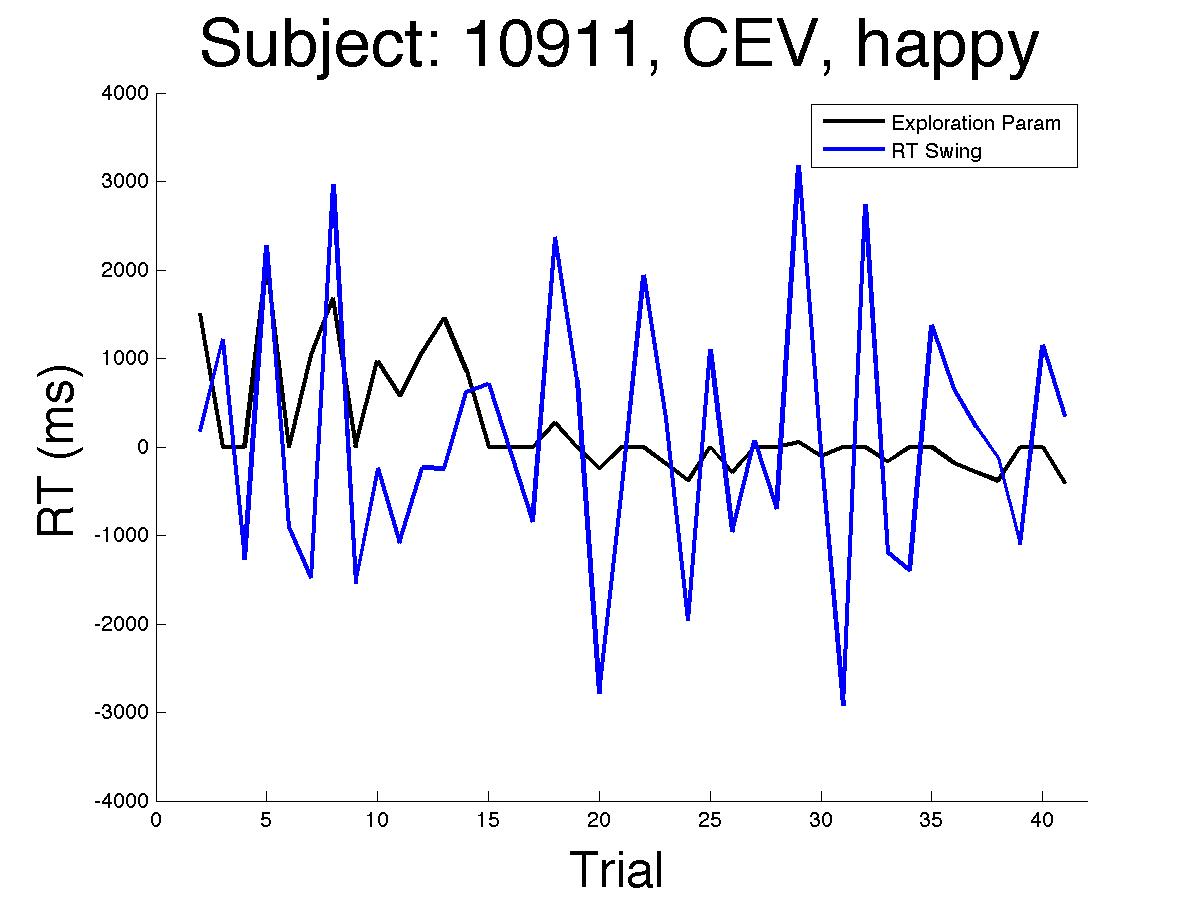 Subject: 10911, CEV, happy
Exploration Param
RT Swing
4000
3000
2000
1000
0
-1000
-2000
-3000
-4000
RT (ms)
0 5 10 15 20 25 30 35 40
Trial